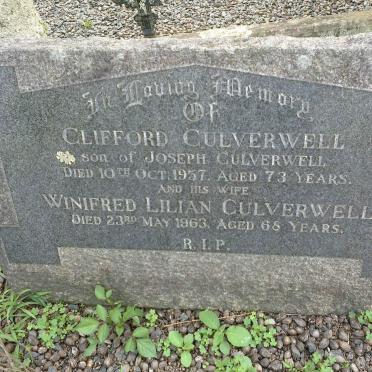 In Loving Memory
Of
CLIFFORD CULVERWELL
SON OF JOSEPH CULVERWELL
DIED 10TH OCT. 1957. AGED 73 YEARS.
AND HIS WIFE
WINIFRED LILIAN CULVERWELL
DIED 23RD MAY 1963. AGED 68 YEARS.
R.I.P.